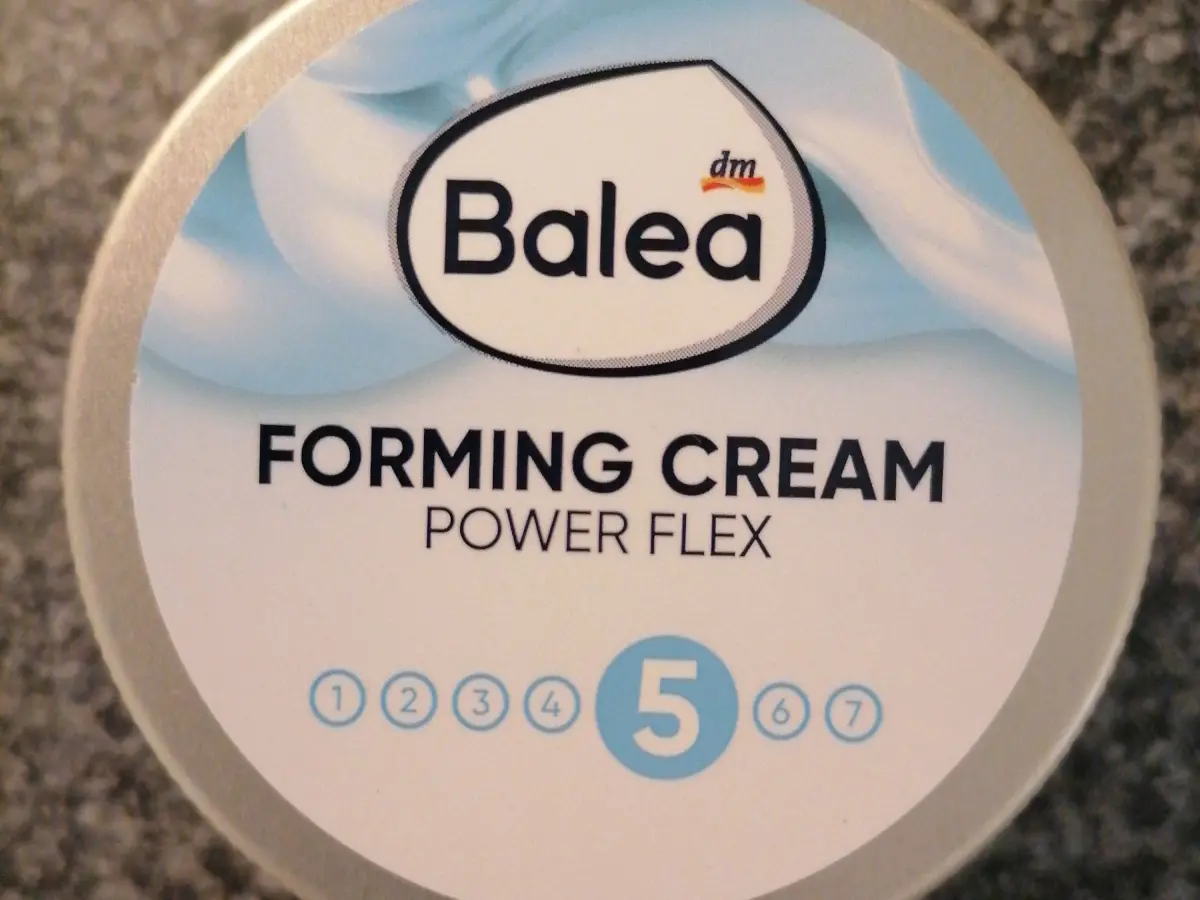 dm
Balea
FORMING CREAM
POWER FLEX
1 2 3 4 5 6 7